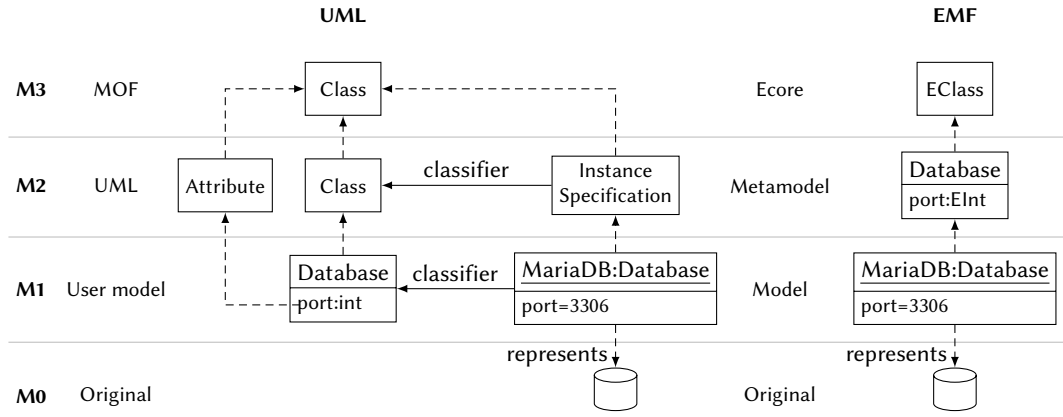 UML
EMF
M3
MOF
Class
Ecore
EClass
M2
UML
Attribute
Class
classifier
Instance
Specification
Metamodel
Database
port:EInt
M1
User model
Database
port:int
classifier
MariaDB:Database
port=3306
Model
MariaDB:Database
port=3306
represents
represents
M0
Original
Original